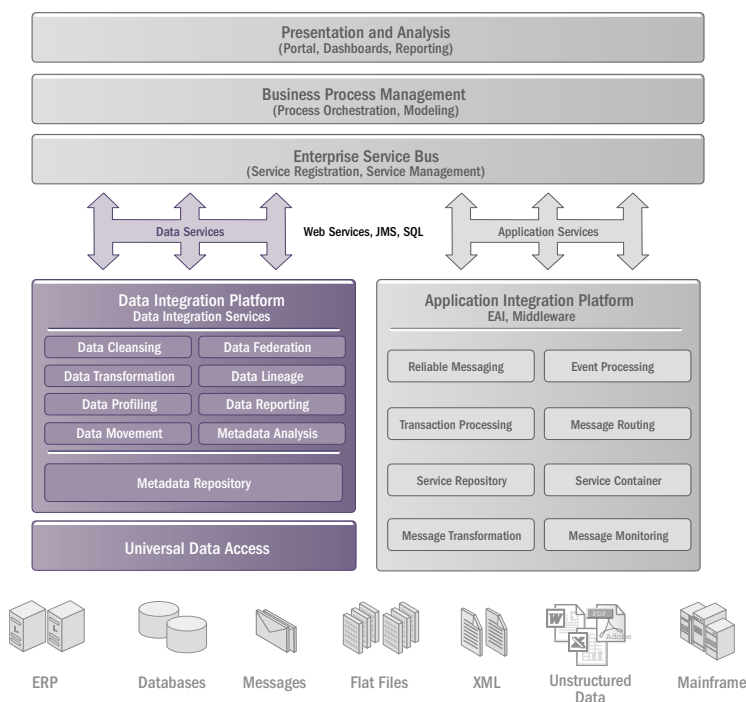 Presentation and Analysis
(Portal, Dashboards, Reporting)
Business Process Management
(Process Orchestration, Modeling)
Enterprise Service Bus
(Service Registration, Service Management)
Data Services
Web Services, JMS, SQL
Application Services
Data Integration Platform
Data Integration Services
Data Cleansing
Data Federation
Data Transformation
Data Lineage
Data Profiling
Data Reporting
Data Movement
Metadata Analysis
Metadata Repository
Universal Data Access
Application Integration Platform
EAI, Middleware
Reliable Messaging
Event Processing
Transaction Processing
Message Routing
Service Repository
Service Container
Message Transformation
Message Monitoring
L
L
W
X
PDF
Adobe
ERP
Databases
Messages
Flat Files
XML
Unstructured
Data
Mainframe